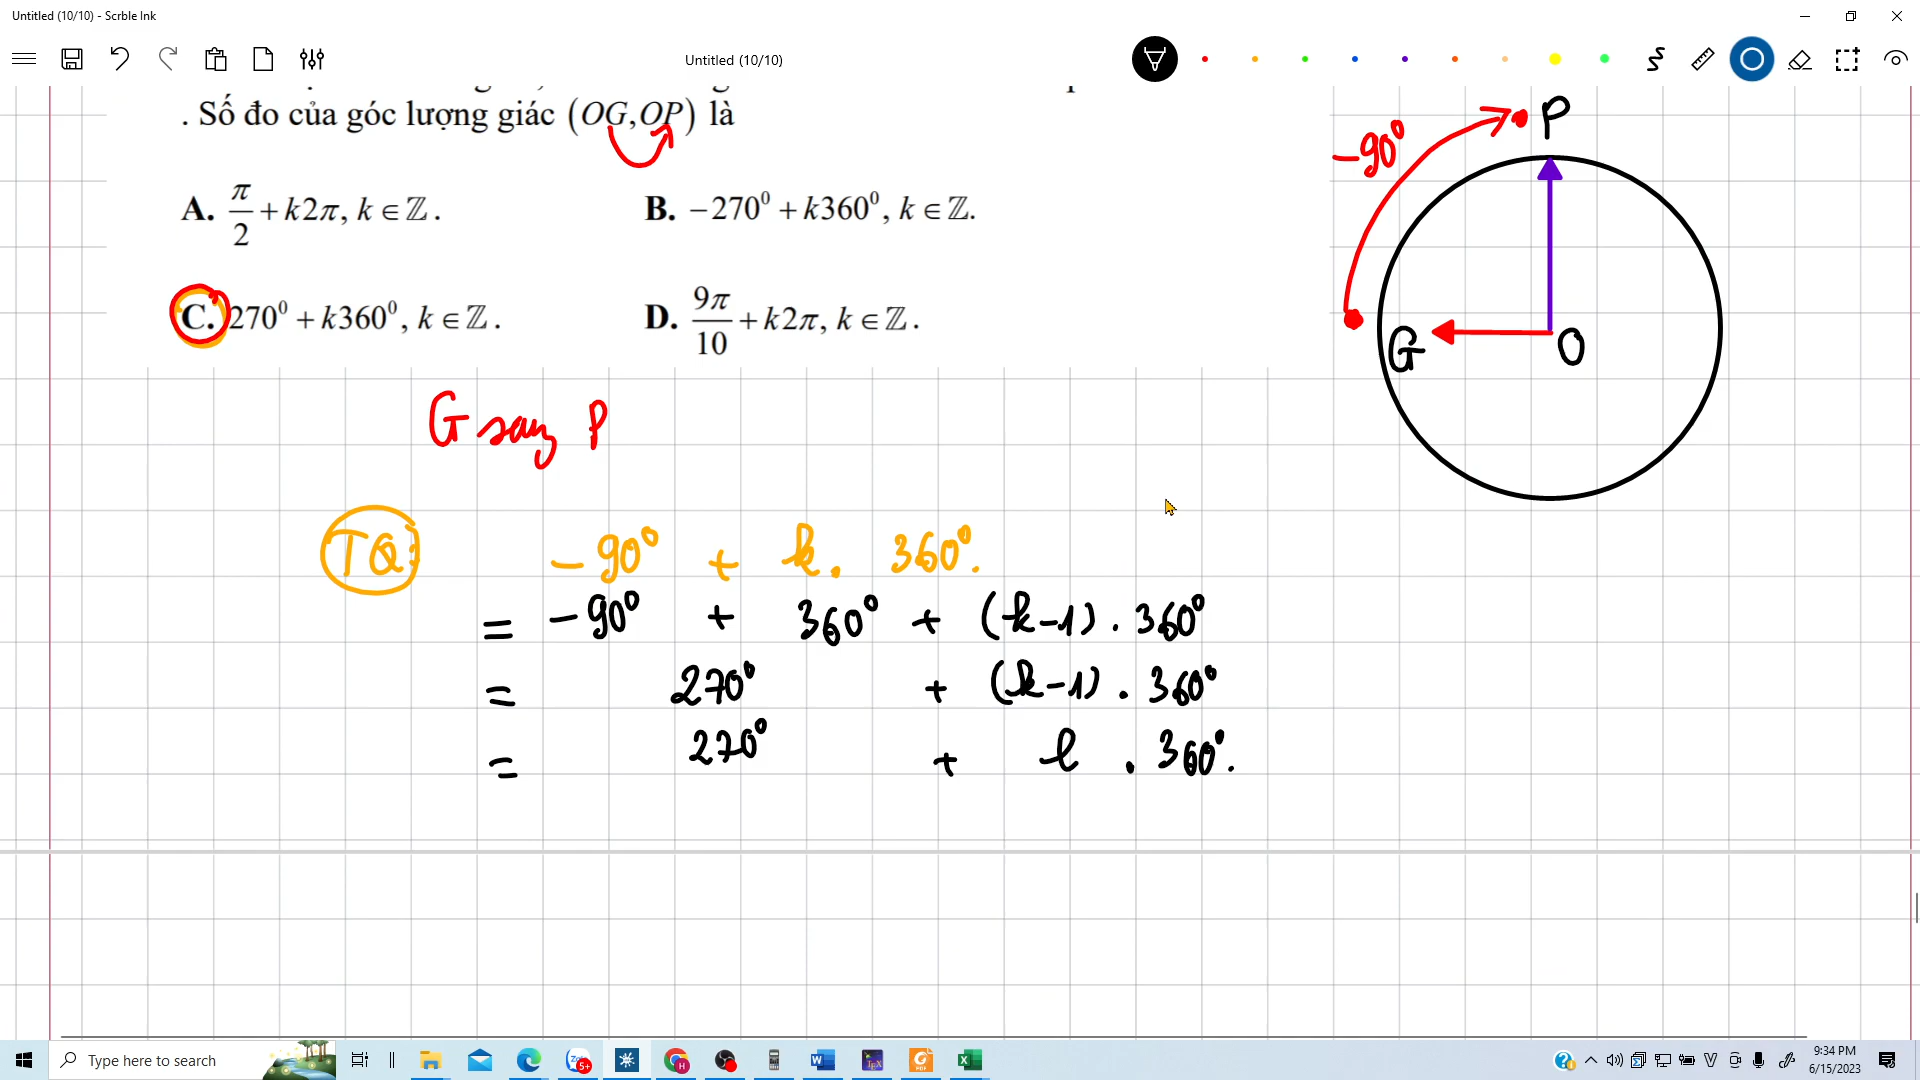 Untitled (10/10) - Scrble Ink
Untitled (10/10)
. Số đo của góc lượng giác (OG,OP) là
A. π/2 + k2π, k ∈ ℤ.
B. −270⁰ + k360⁰, k ∈ ℤ.
C. 270⁰ + k360⁰, k ∈ ℤ.
D. 9π/10 + k2π, k ∈ ℤ.
-90⁰
P
G
O
G sang P
TQ:
-90⁰ + k. 360⁰.
= -90⁰ + 360⁰ + (k-1). 360⁰
= 270⁰ + (k-1). 360⁰
= 270⁰ + l . 360⁰.
Type here to search
9:34 PM
6/15/2023